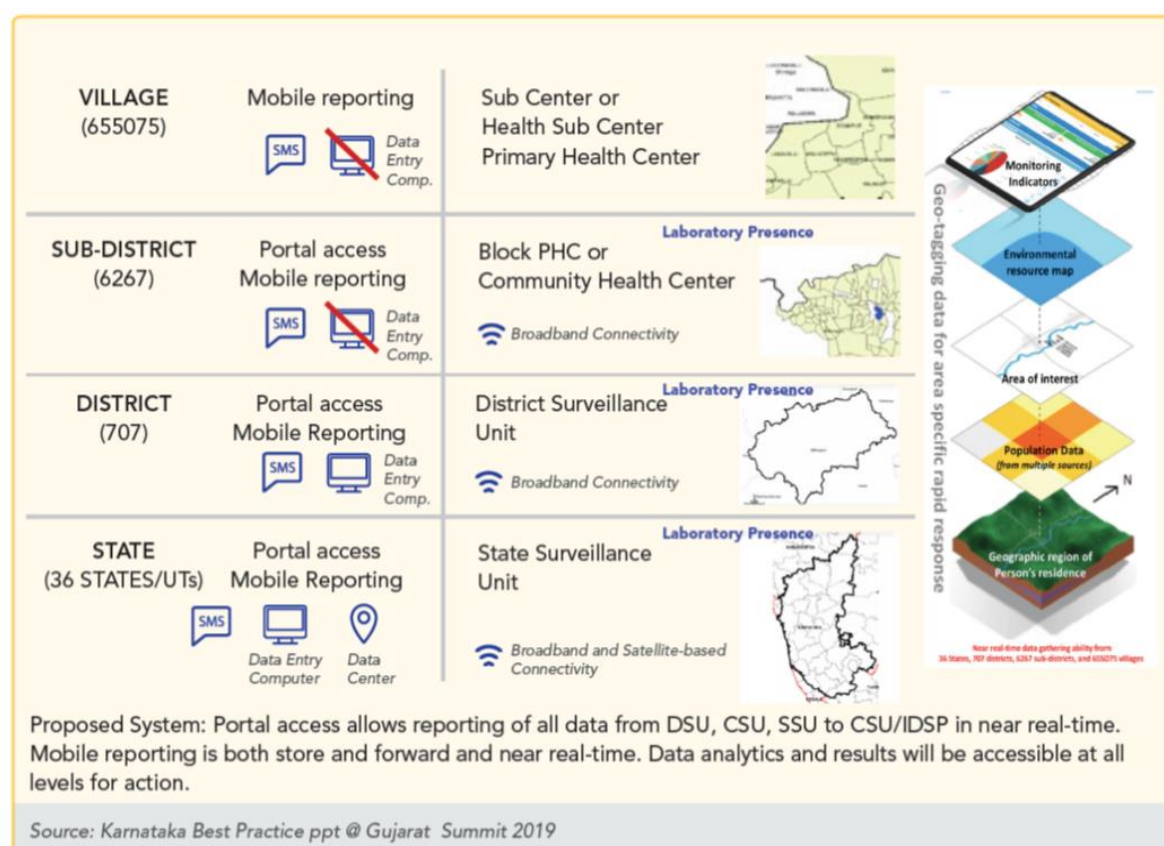 VILLAGE
(655075)
Mobile reporting
SMS
Data
Entry
Comp.
Sub Center or
Health Sub Center
Primary Health Center
SUB-DISTRICT
(6267)
Portal access
Mobile reporting
SMS
Data
Entry
Comp.
Laboratory Presence
Block PHC or
Community Health Center
Broadband Connectivity
DISTRICT
(707)
Portal access
Mobile Reporting
SMS
Data
Entry
Comp.
Laboratory Presence
District Surveillance
Unit
Broadband Connectivity
STATE
(36 STATES/UTs)
Portal access
Mobile Reporting
SMS
Data Entry
Computer
Data
Center
Laboratory Presence
State Surveillance
Unit
Broadband and Satellite-based
Connectivity
Geo-tagging data for area specific rapid response
Monitoring
Indicators
Environmental
resource map
Area of interest
Population Data
(from multiple sources)
N
Geographic region of
Person's residence
Near real-time data gathering ability from
36 States, 707 districts, 6267 sub-districts, and 655075 villages
Proposed System: Portal access allows reporting of all data from DSU, CSU, SSU to CSU/IDSP in near real-time.
Mobile reporting is both store and forward and near real-time. Data analytics and results will be accessible at all
levels for action.
Source: Karnataka Best Practice ppt @ Gujarat Summit 2019